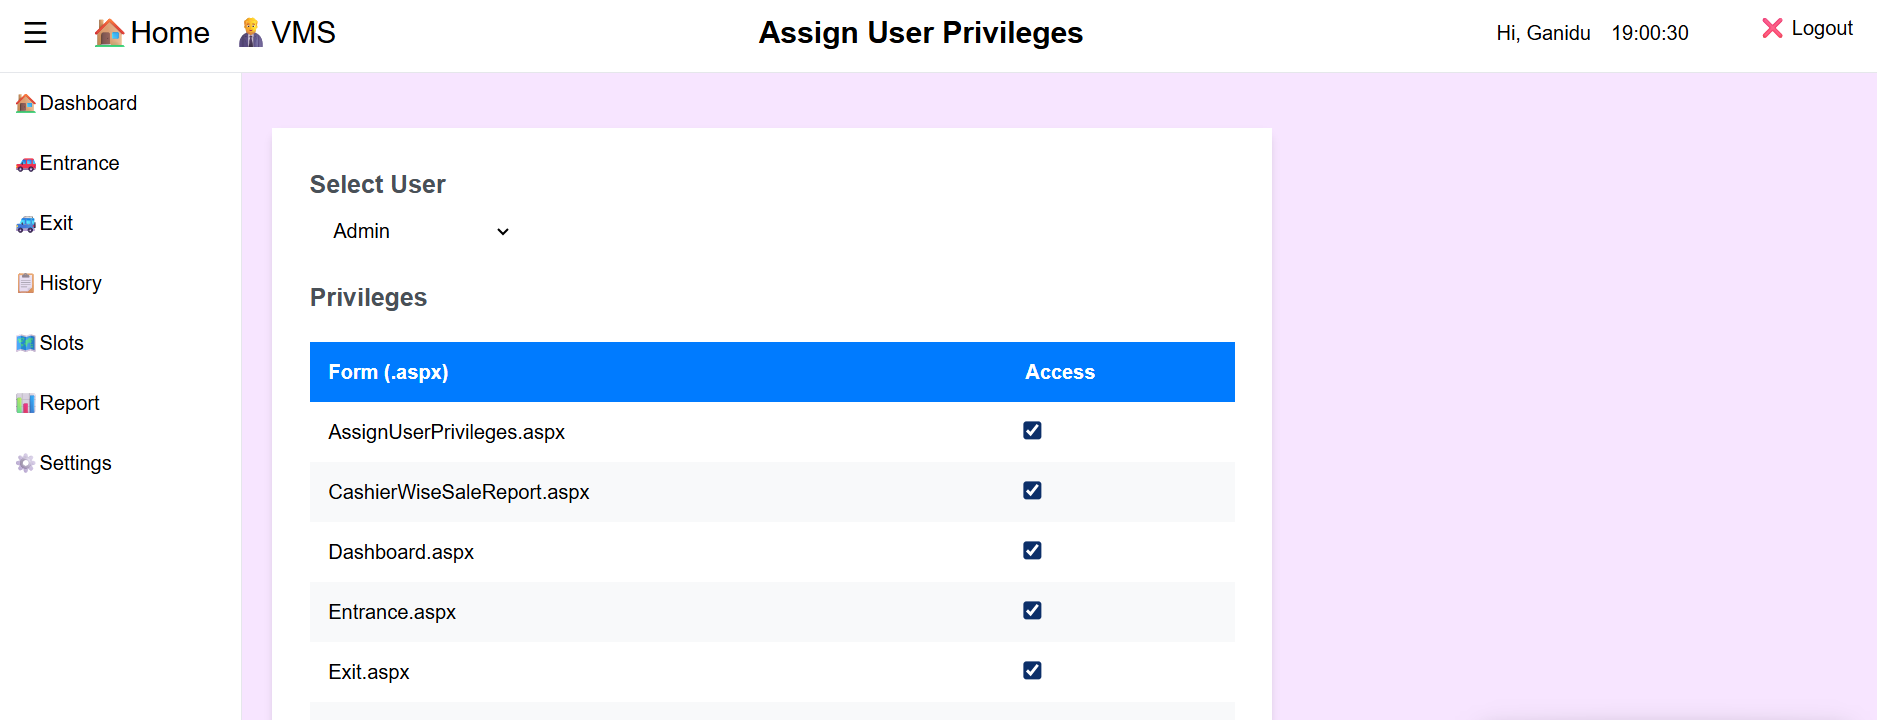 ☰ Home VMS Assign User Privileges Hi, Ganidu 19:00:30 Logout
Dashboard
Entrance
Exit
History
Slots
Report
Settings
Select User
Admin
Privileges
Form (.aspx) Access
AssignUserPrivileges.aspx
CashierWiseSaleReport.aspx
Dashboard.aspx
Entrance.aspx
Exit.aspx